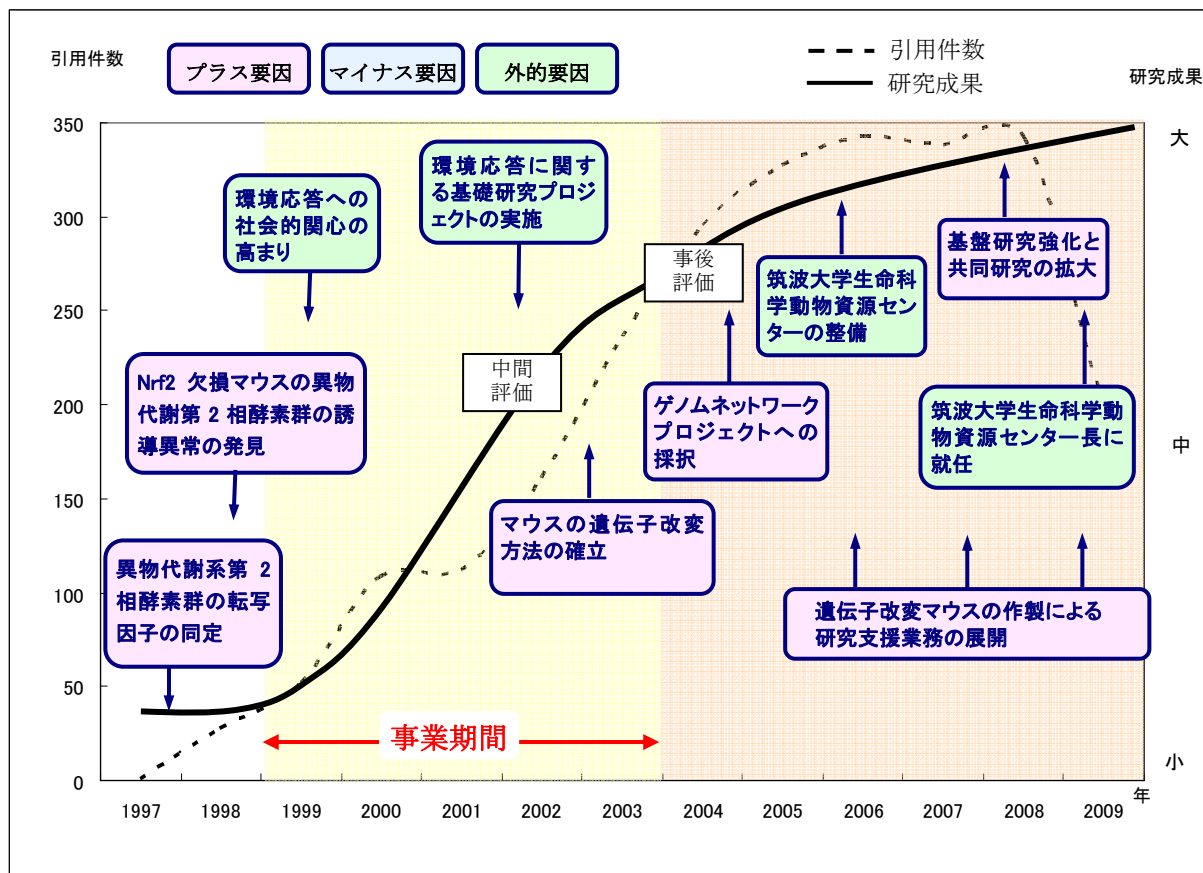 引用件数
プラス要因
マイナス要因
外的要因
引用件数
研究成果
研究成果
350
300
250
200
150
100
50
0
大
中
小
環境応答への
社会的関心の
高まり
環境応答に関す
る基礎研究プロジ
ェクトの実施
事後
評価
筑波大学生命科
学動物資源セン
ターの整備
基盤研究強化と
共同研究の拡大
Nrf2 欠損マウスの異物
代謝第 2 相酵素群の誘
導異常の発見
中間
評価
ゲノムネットワーク
プロジェクトへの
採択
筑波大学生命科学動
物資源センター長に
就任
マウスの遺伝子改変
方法の確立
異物代謝系第 2
相酵素群の転写
因子の同定
遺伝子改変マウスの作製による
研究支援業務の展開
事業期間
1997 1998 1999 2000 2001 2002 2003 2004 2005 2006 2007 2008 2009
年